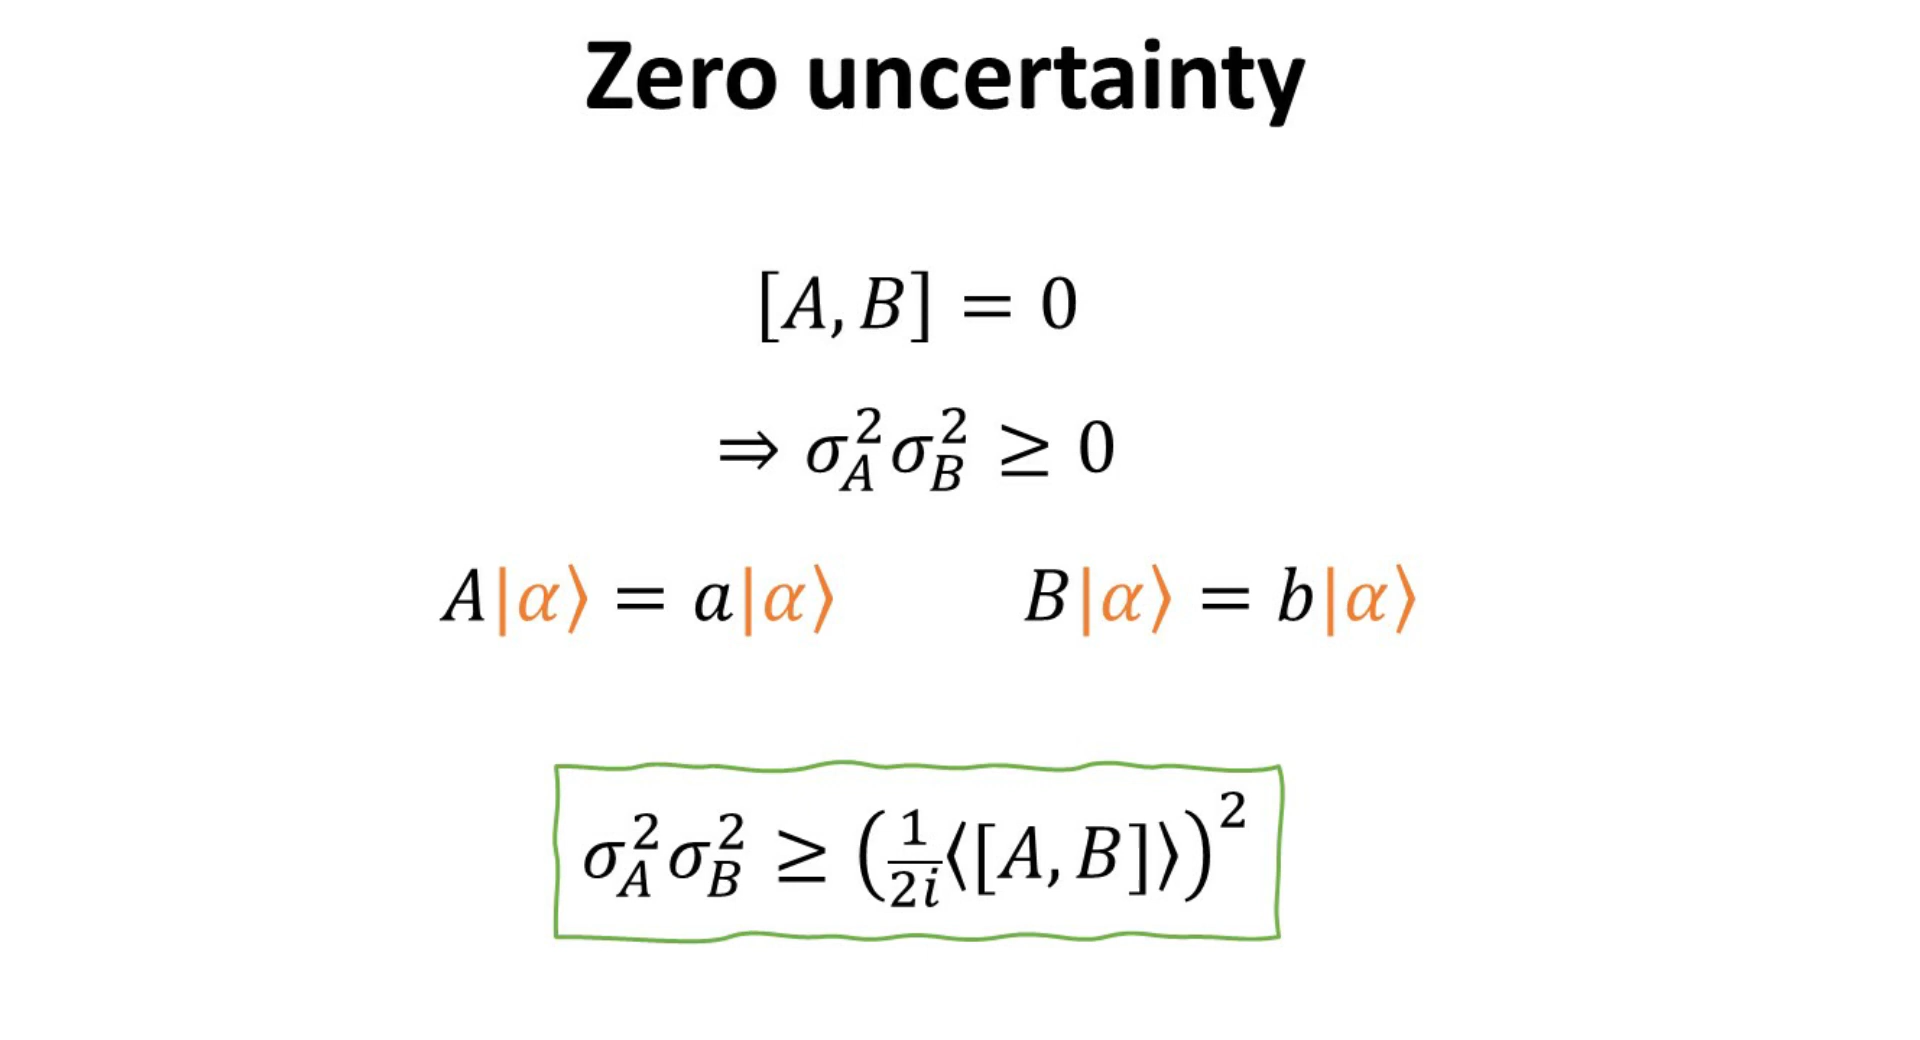 Zero uncertainty
[A, B] = 0
⇒ σ_A^2 σ_B^2 ≥ 0
A|α⟩ = a|α⟩ B|α⟩ = b|α⟩
σ_A^2 σ_B^2 ≥ (1/2i ⟨[A, B]⟩)^2